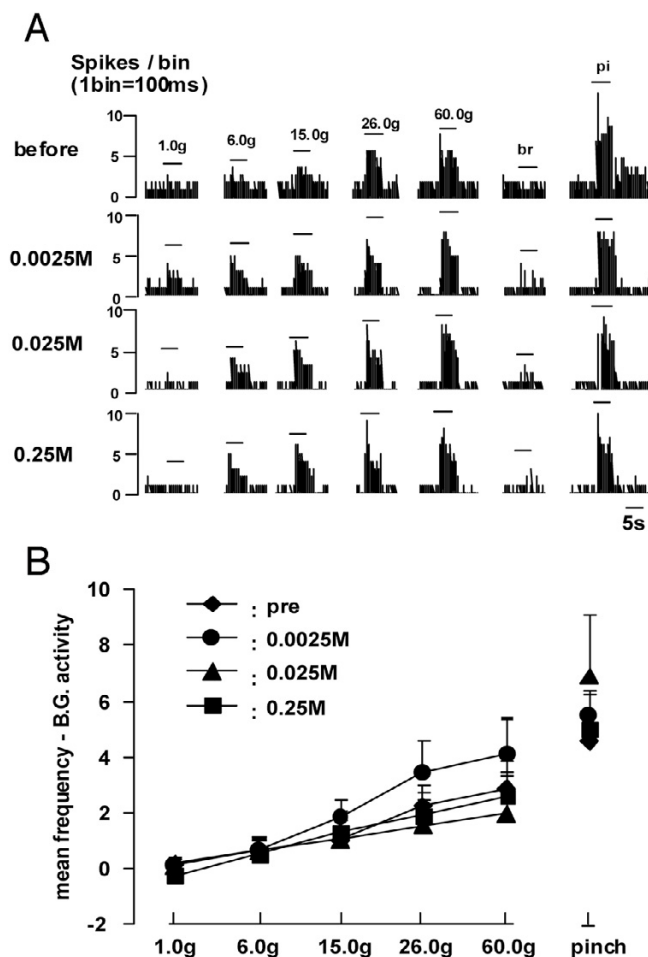 A
Spikes / bin
(1bin=100ms)
pi
1.0g 6.0g 15.0g 26.0g 60.0g br
before
10
5
0
0.0025M
10
5
0
0.025M
10
5
0
0.25M
10
5
0
5s
B
mean frequency - B.G. activity
10
8
6
4
2
0
-2
: pre
: 0.0025M
: 0.025M
: 0.25M
1.0g 6.0g 15.0g 26.0g 60.0g pinch